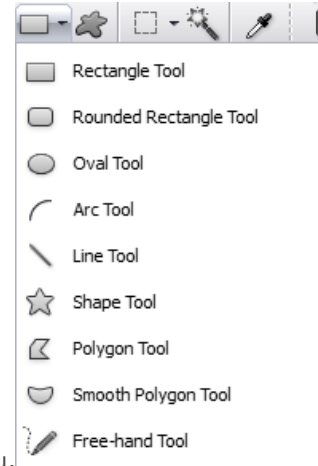 Rectangle Tool
Rounded Rectangle Tool
Oval Tool
Arc Tool
Line Tool
Shape Tool
Polygon Tool
Smooth Polygon Tool
Free-hand Tool